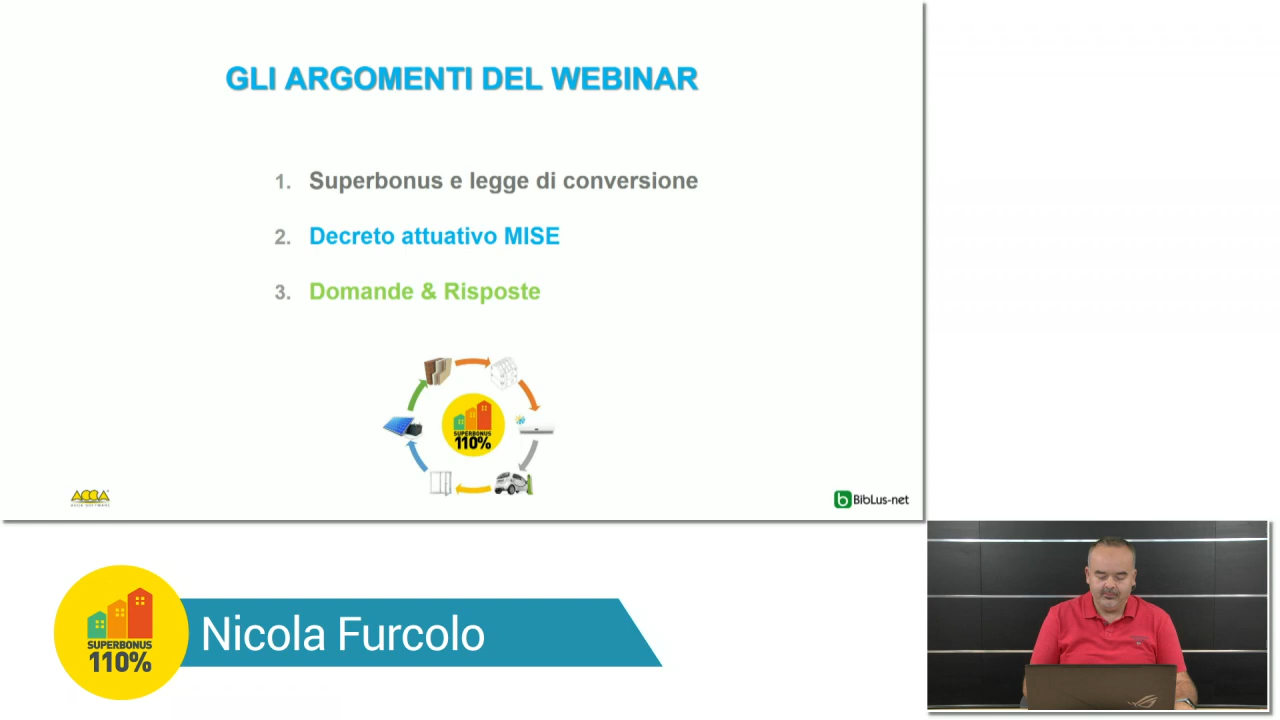 GLI ARGOMENTI DEL WEBINAR
1. Superbonus e legge di conversione
2. Decreto attuativo MISE
3. Domande & Risposte
SUPERBONUS
110%
ACCA
BibLus-net
SUPERBONUS
110%
Nicola Furcolo